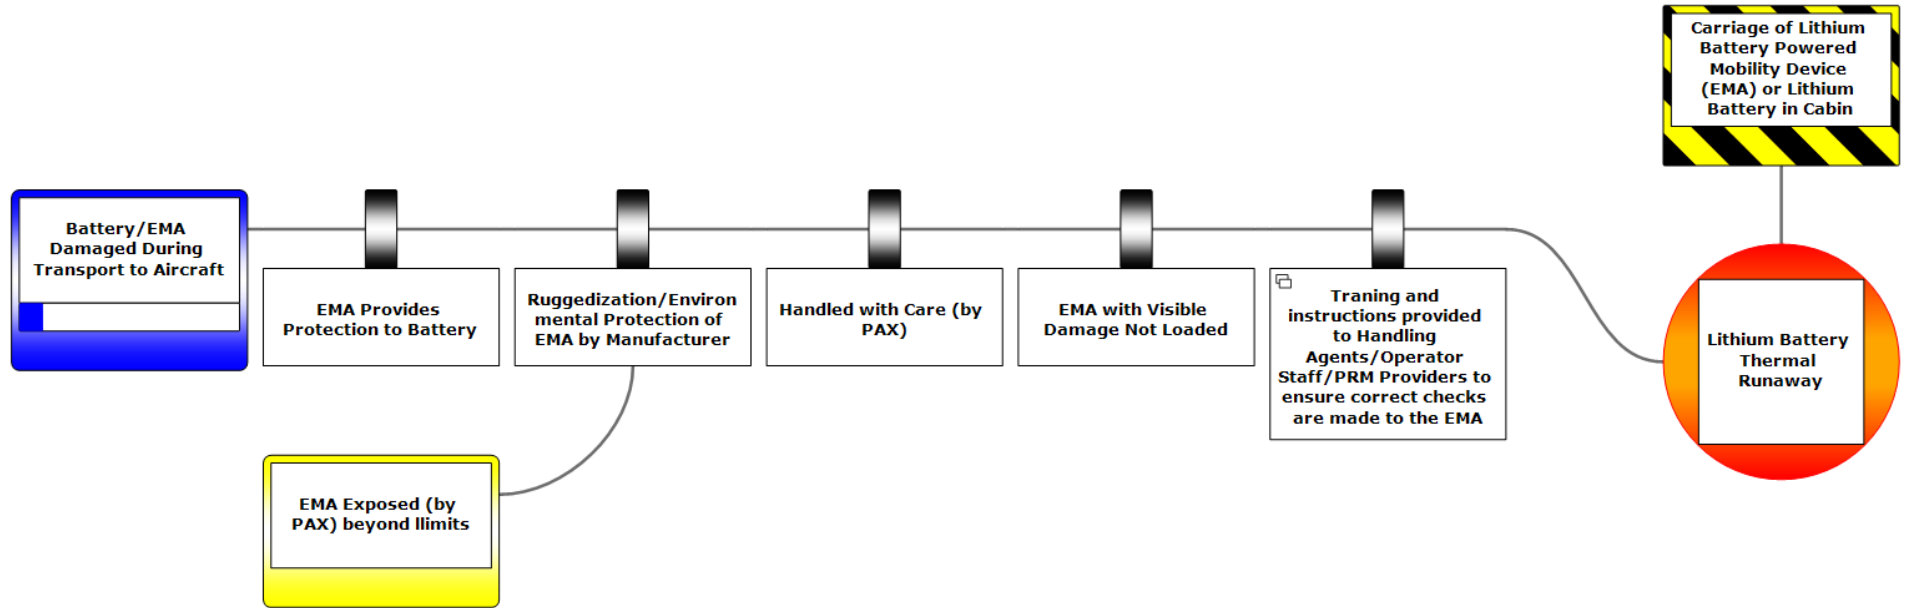 Carriage of Lithium
Battery Powered
Mobility Device
(EMA) or Lithium
Battery in Cabin
Battery/EMA
Damaged During
Transport to Aircraft
EMA Provides
Protection to Battery
Ruggedization/Environ
mental Protection of
EMA by Manufacturer
Handled with Care (by
PAX)
EMA with Visible
Damage Not Loaded
Traning and
instructions provided
to Handling
Agents/Operator
Staff/PRM Providers to
ensure correct checks
are made to the EMA
Lithium Battery
Thermal
Runaway
EMA Exposed (by
PAX) beyond llimits